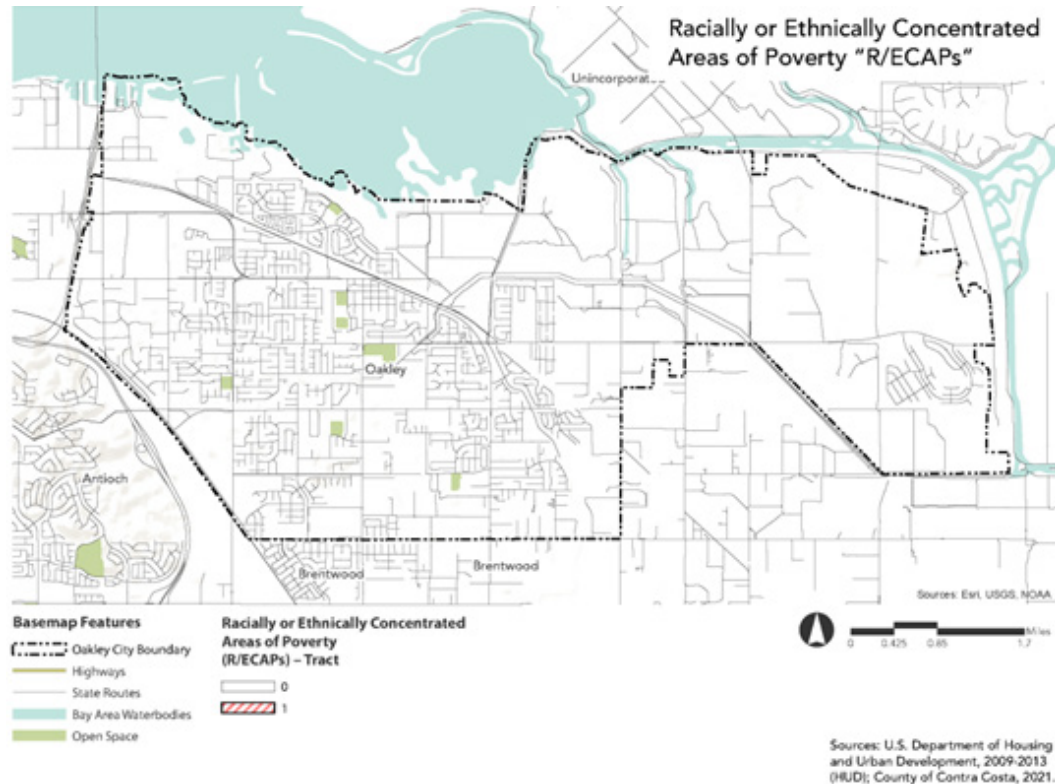 Racially or Ethnically Concentrated
Areas of Poverty “R/ECAPs”
Unincorporat
Oakley
Antioch
Brentwood
Brentwood
Sources: Esri, USGS, NOAA
Basemap Features
Oakley City Boundary
Highways
State Routes
Bay Area Waterbodies
Open Space
Racially or Ethnically Concentrated
Areas of Poverty
(R/ECAPs) – Tract
0
1
Miles
0 0.425 0.85 1.7
Sources: U.S. Department of Housing
and Urban Development, 2009-2013
(HUD); County of Contra Costa, 2021.